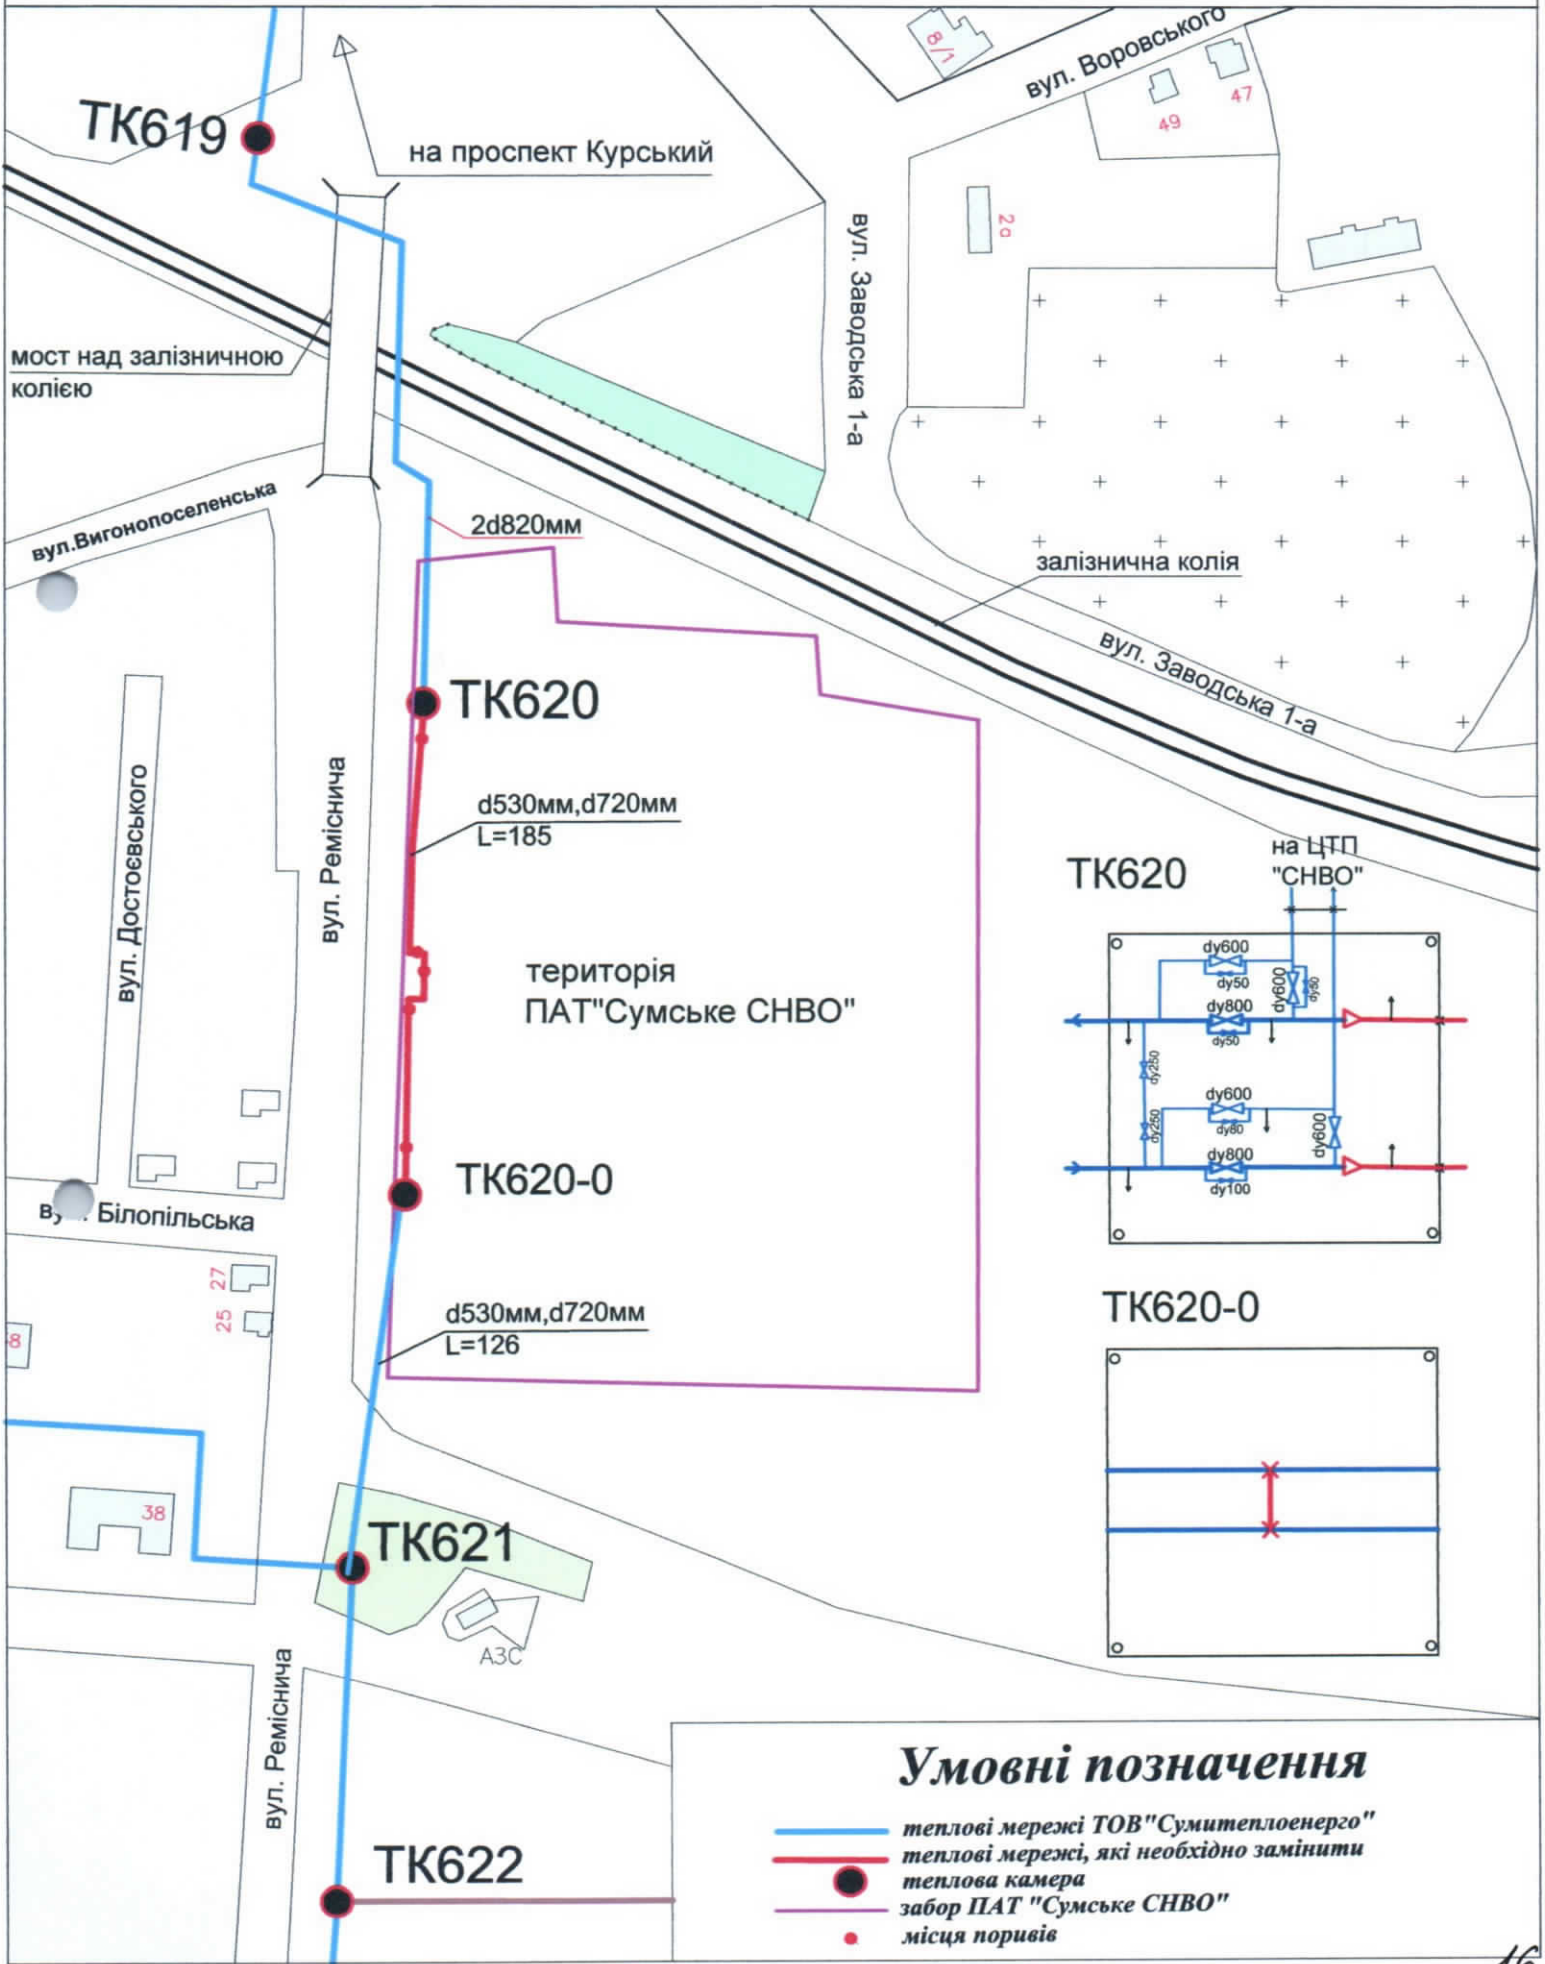 8/1
вул. Воровського
47
49
ТК619
на проспект Курський
2а
вул. Заводська 1-а
мост над залізничною
колією
вул.Вигонопоселенська
2d820мм
залізнична колія
вул. Заводська 1-а
ТК620
d530мм,d720мм
L=185
вул. Реміснича
вул. Достоєвського
територія
ПАТ"Сумське СНВО"
ТК620
на ЦТП
"СНВО"
dy600
dy50
dy600
dy50
dy800
dy50
dy250
dy600
dy80
dy250
dy600
dy800
dy100
ТК620-0
Білопільська
27
25
8
d530мм,d720мм
L=126
ТК620-0
38
ТК621
АЗС
вул. Реміснича
ТК622
Умовні позначення
теплові мережі ТОВ"Сумитеплоенерго"
теплові мережі, які необхідно замінити
теплова камера
забор ПАТ "Сумське СНВО"
місця поривів
16